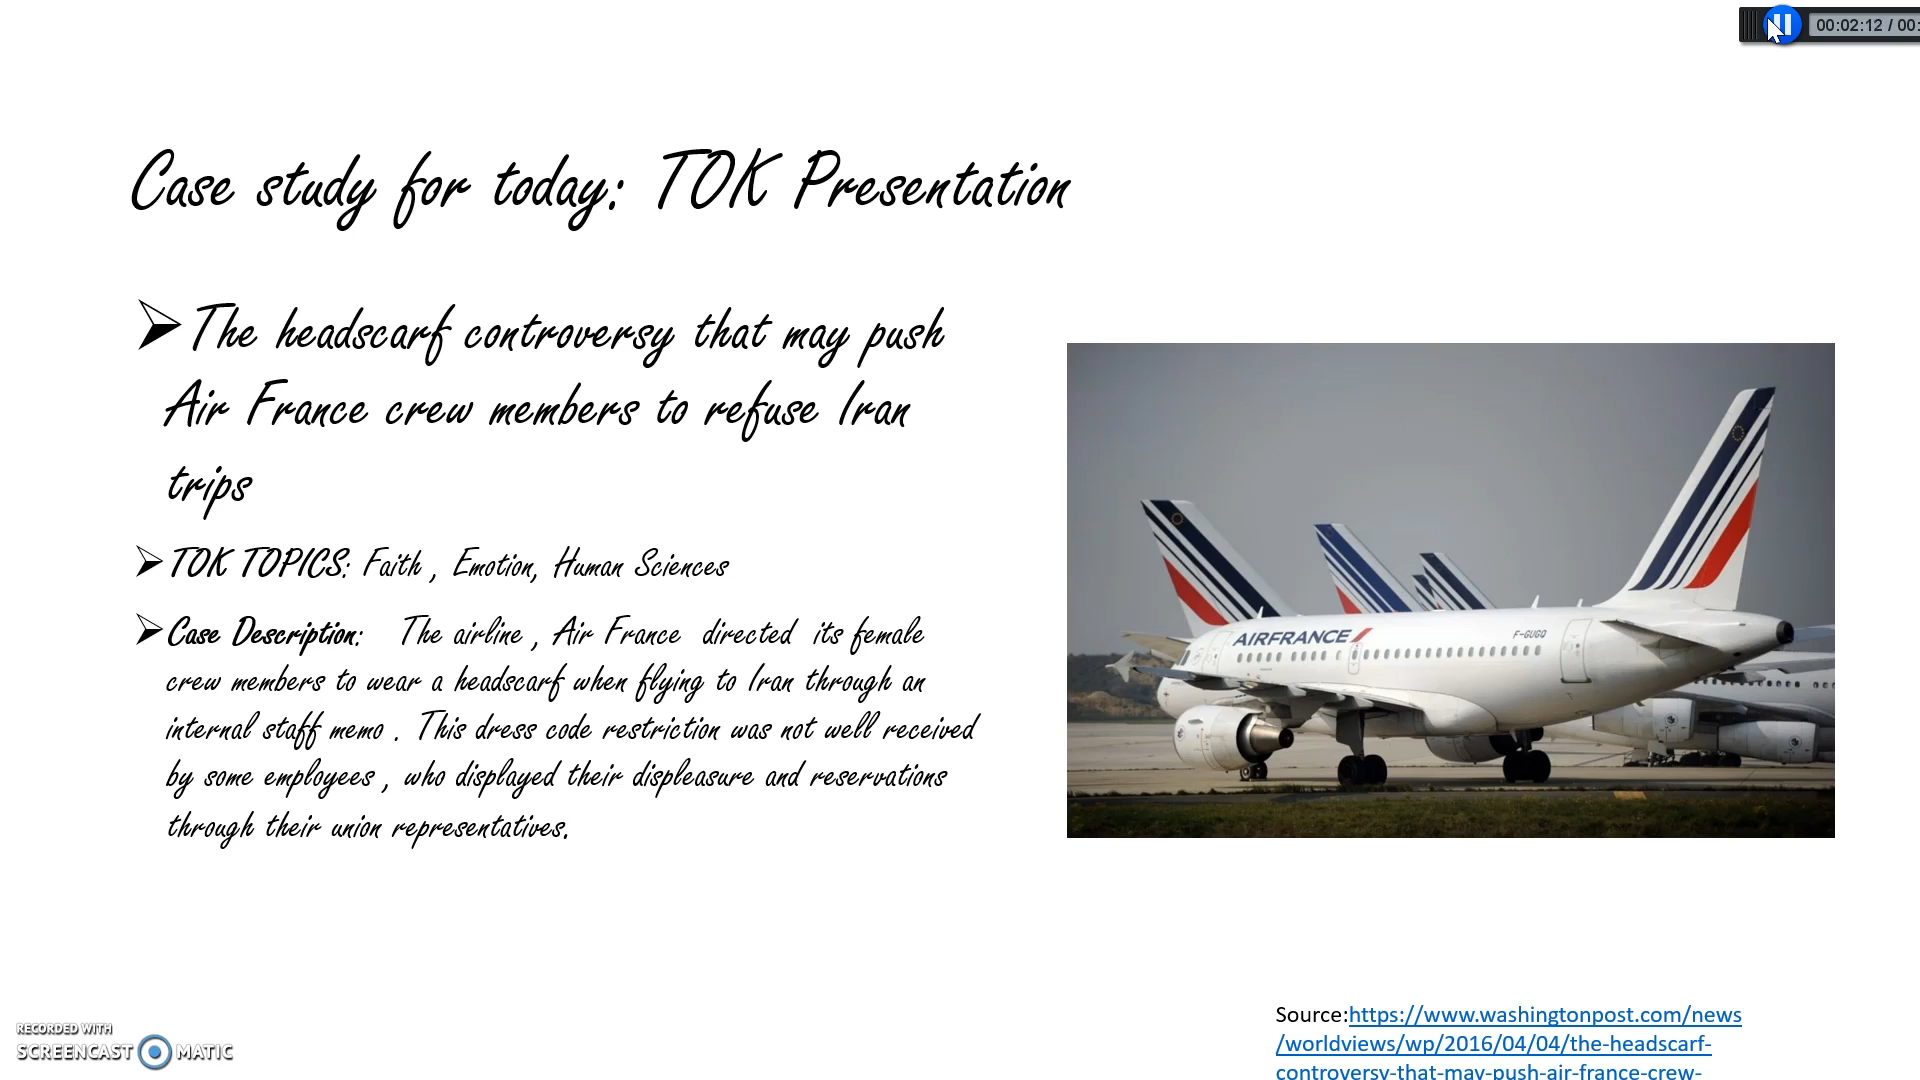 00:02:12 / 00:
Case study for today: TOK Presentation
The headscarf controversy that may push
Air France crew members to refuse Iran
trips
TOK TOPICS: Faith , Emotion, Human Sciences
Case Description: The airline , Air France directed its female
crew members to wear a headscarf when flying to Iran through an
internal staff memo . This dress code restriction was not well received
by some employees , who displayed their displeasure and reservations
through their union representatives.
AIRFRANCE
F-GUGQ
Source:https://www.washingtonpost.com/news
/worldviews/wp/2016/04/04/the-headscarf-
controversy-that-may-push-air-france-crew-
RECORDED WITH
SCREENCAST MATIC